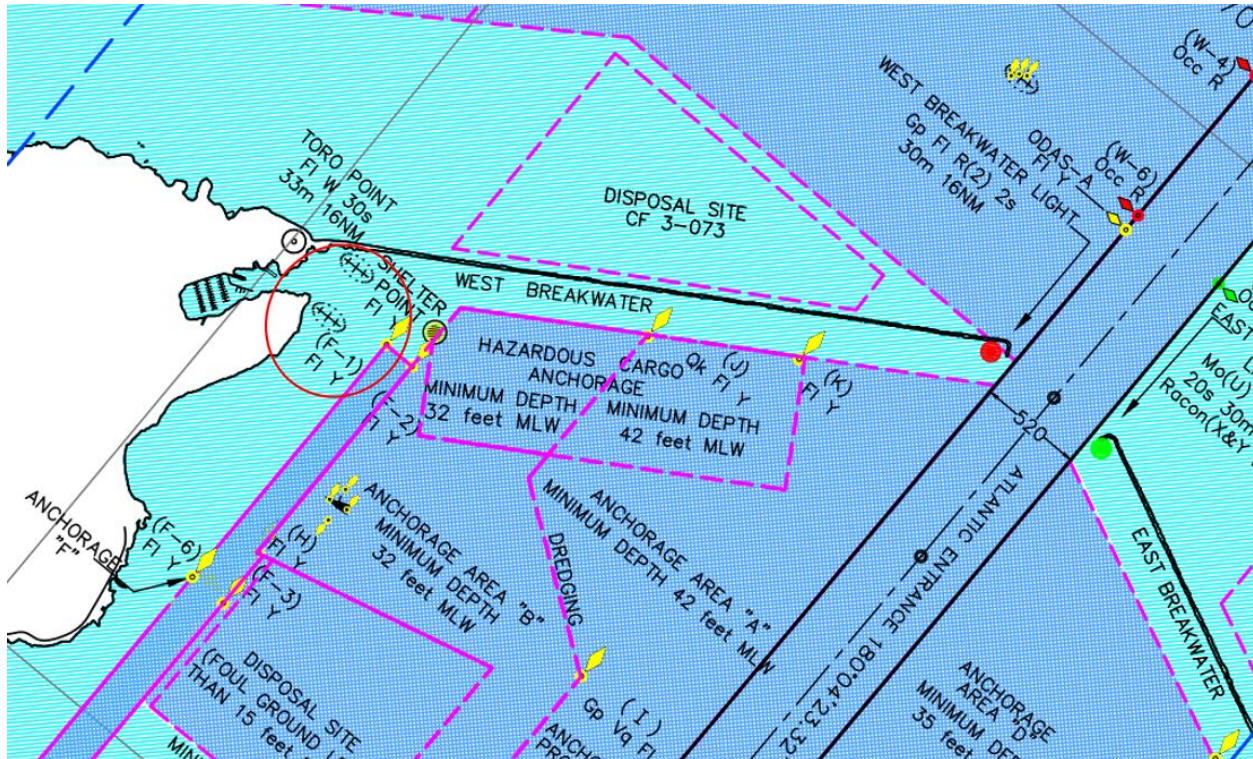 TORO POINT
Fl W 30s
33m 16NM
SHELTER
POINT
Fl Y
(F-1)
Fl Y
(F-2)
Fl Y
WEST BREAKWATER
DISPOSAL SITE
CF 3-073
WEST BREAKWATER LIGHT
Gp Fl R(2) 2s
30m 16NM
ODAS-A
Fl Y
(W-6)
Occ R
(W-4)
Occ R
HAZARDOUS CARGO
ANCHORAGE
MINIMUM DEPTH
32 feet MLW
MINIMUM DEPTH
42 feet MLW
(J)
Qk Fl Y
(K)
Fl Y
520
EAST
Mo(U)
20s 30m
Racon(X&Y
ANCHORAGE
"F"
(F-6)
Fl Y
(H)
Fl Y
(F-3)
Fl Y
ANCHORAGE AREA "B"
MINIMUM DEPTH
32 feet MLW
DREDGING
ANCHORAGE AREA "A"
MINIMUM DEPTH 42 feet MLW
ATLANTIC ENTRANCE 180°04'23.32
EAST BREAKWATER
DISPOSAL SITE
(FOUL GROUND
THAN 15 feet
(I)
Gp Vq Fl
ANCHORAGE
AREA "D"
MINIMUM
35 feet